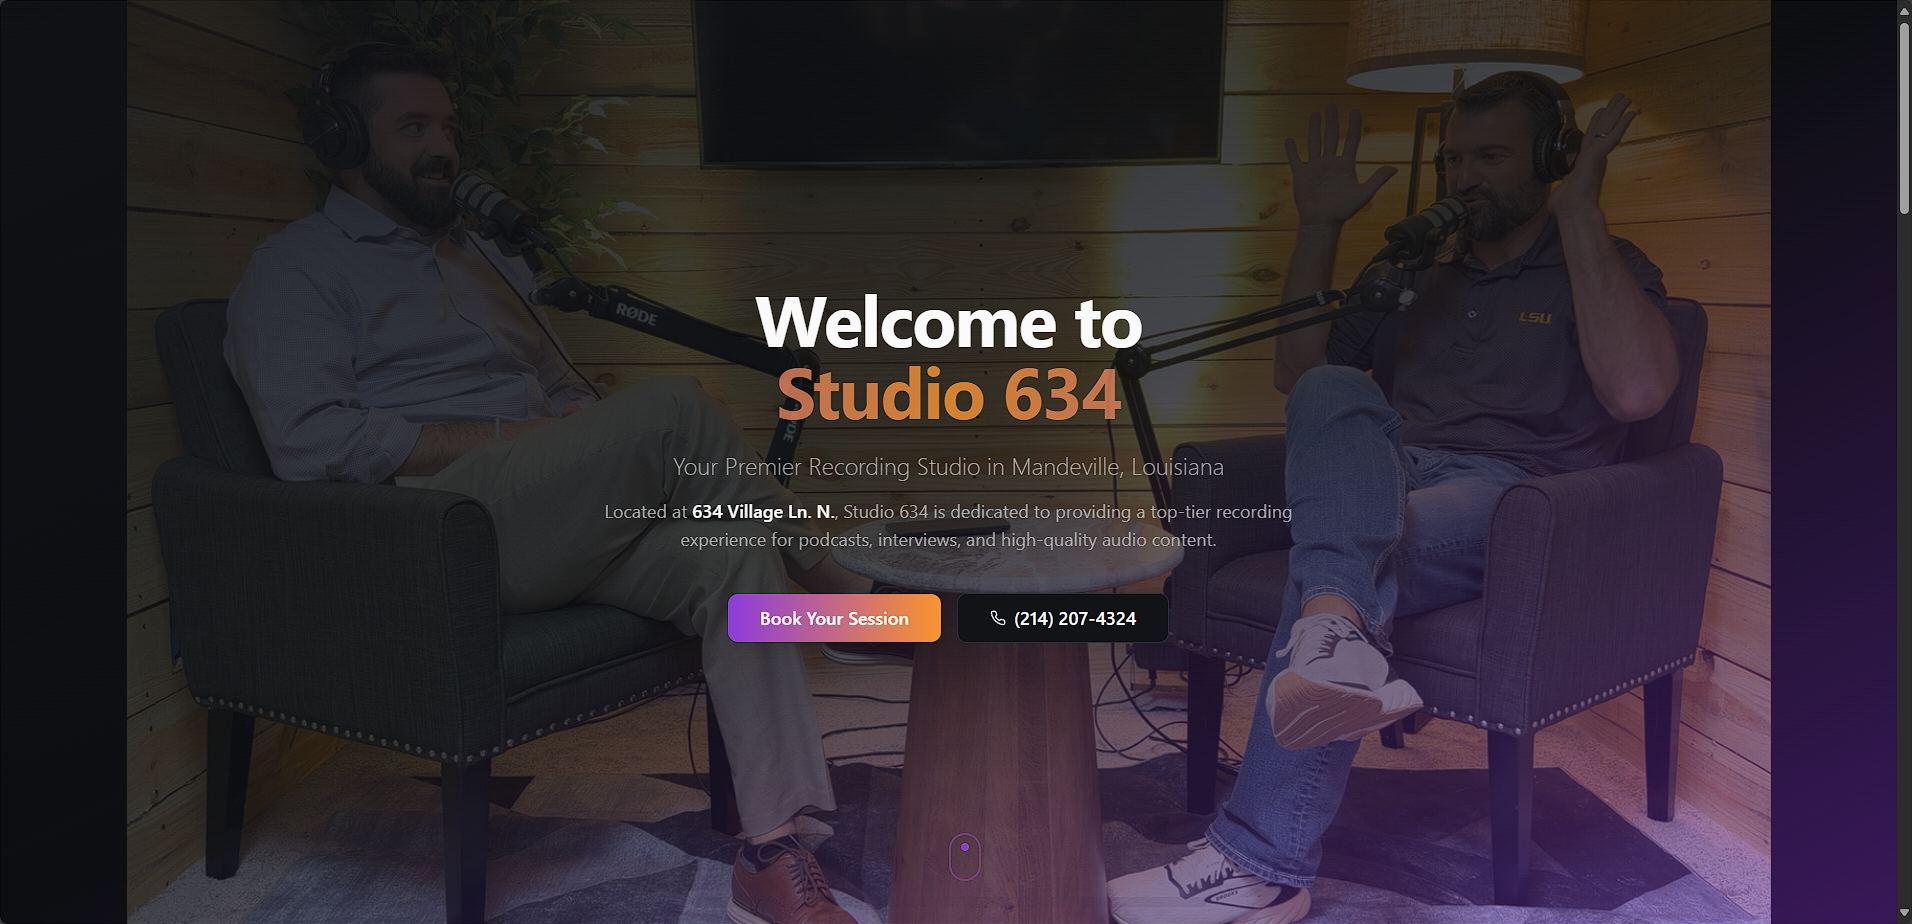 RØDE
LSU
Welcome to
Studio 634
RØDE
Your Premier Recording Studio in Mandeville, Louisiana
Located at 634 Village Ln. N., Studio 634 is dedicated to providing a top-tier recording
experience for podcasts, interviews, and high-quality audio content.
Book Your Session
(214) 207-4324